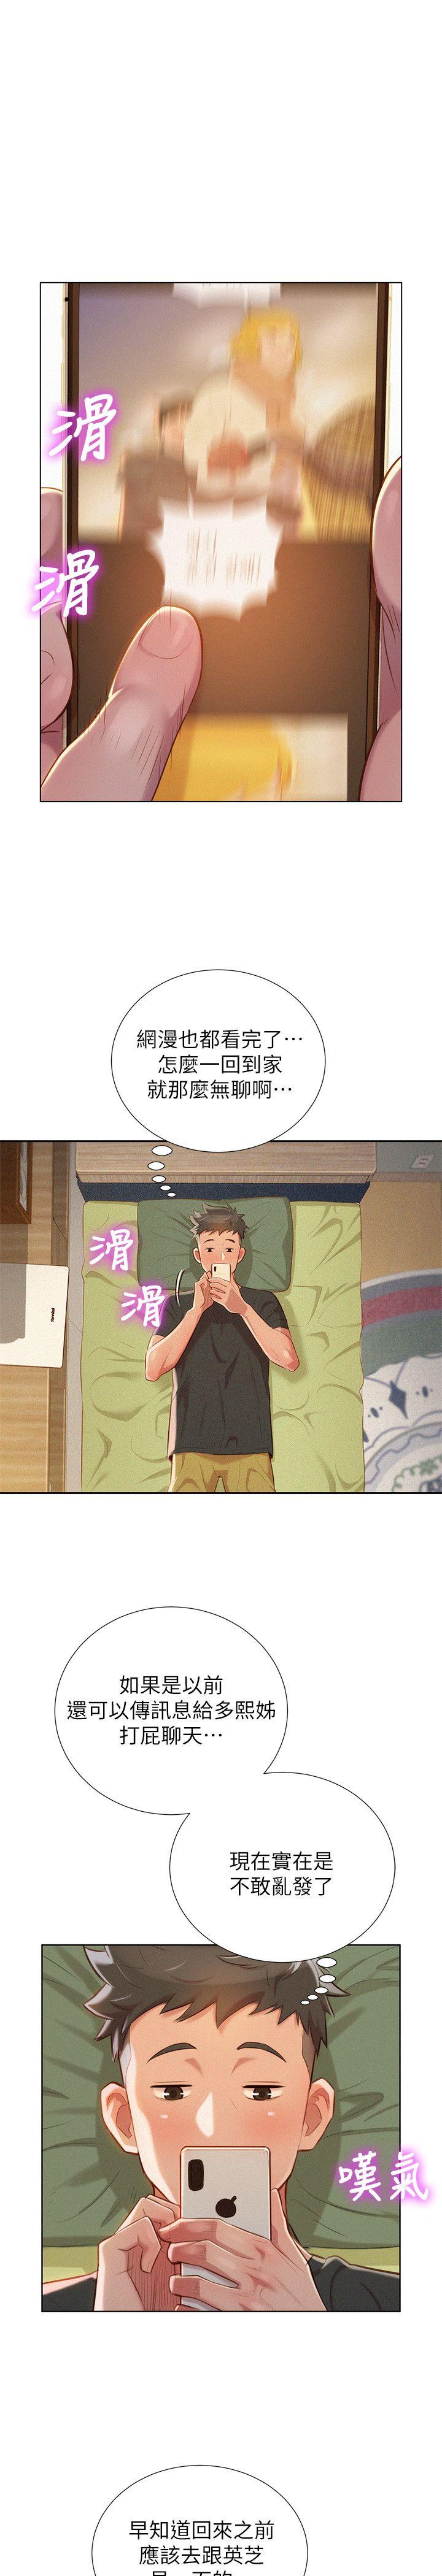 滑
滑
網漫也都看完了⋯
怎麼一回到家
就那麼無聊啊⋯
滑
滑
如果是以前
還可以傳訊息給多熙姊
打屁聊天⋯
現在實在是
不敢亂發了
嘆氣
早知道回來之前
應該去跟英芝